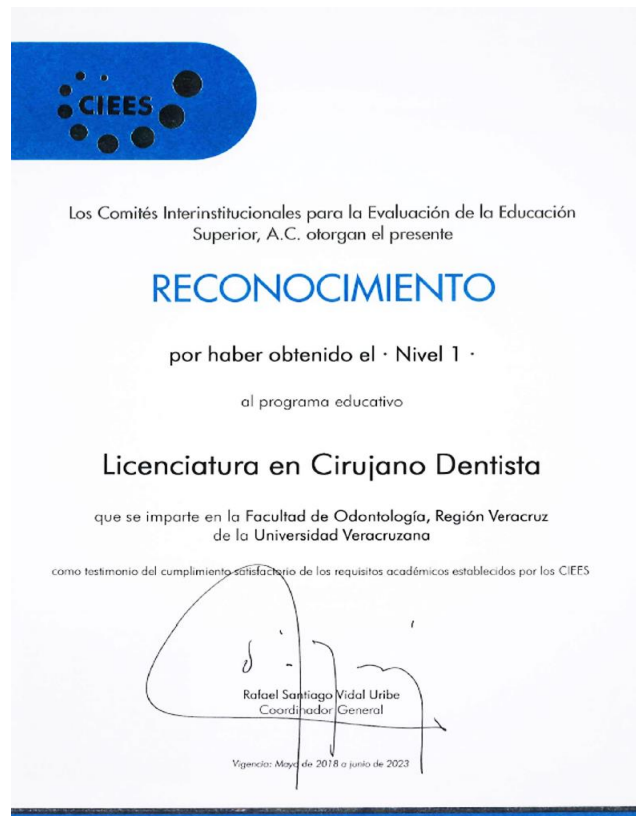 CIEES
Los Comités Interinstitucionales para la Evaluación de la Educación
Superior, A.C. otorgan el presente
RECONOCIMIENTO
por haber obtenido el · Nivel 1 ·
al programa educativo
Licenciatura en Cirujano Dentista
que se imparte en la Facultad de Odontología, Región Veracruz
de la Universidad Veracruzana
como testimonio del cumplimiento satisfactorio de los requisitos académicos establecidos por los CIEES
Rafael Santiago Vidal Uribe
Coordinador General
Vigencia: Mayo de 2018 a junio de 2023